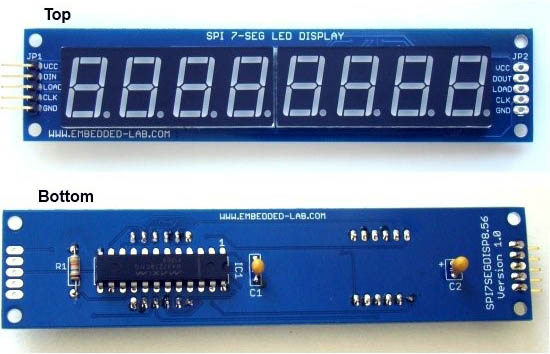 Top
SPI 7-SEG LED DISPLAY
JP1
VCC
DIN
LOAD
CLK
GND
JP2
VCC
DOUT
LOAD
CLK
GND
WWW.EMBEDDED-LAB.COM
Bottom
WWW.EMBEDDED-LAB.COM
R1
1
IC1
C1
+
C2
SPI7SEGDISP8.56
Version 1.0